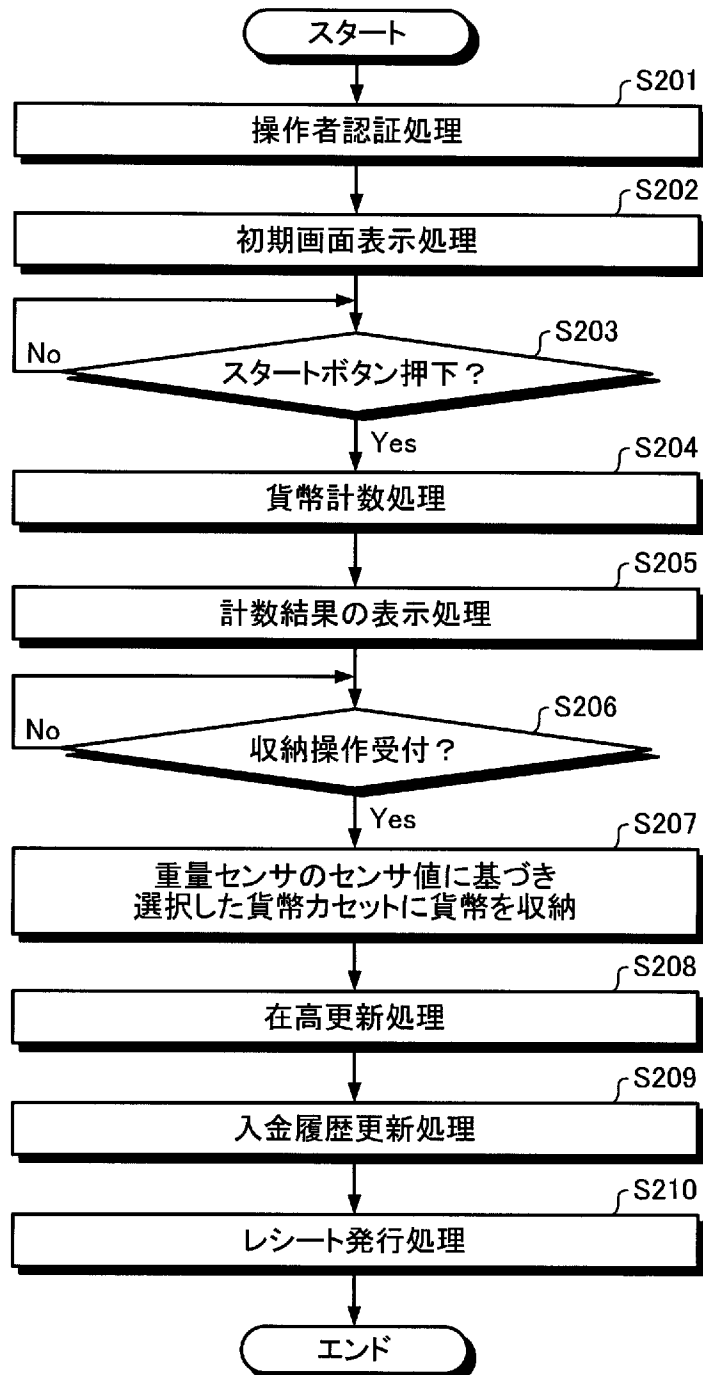 スタート
S201
操作者認証処理
S202
初期画面表示処理
S203
No
スタートボタン押下？
Yes
S204
貨幣計数処理
S205
計数結果の表示処理
S206
No
収納操作受付？
Yes
S207
重量センサのセンサ値に基づき
選択した貨幣カセットに貨幣を収納
S208
在高更新処理
S209
入金履歴更新処理
S210
レシート発行処理
エンド